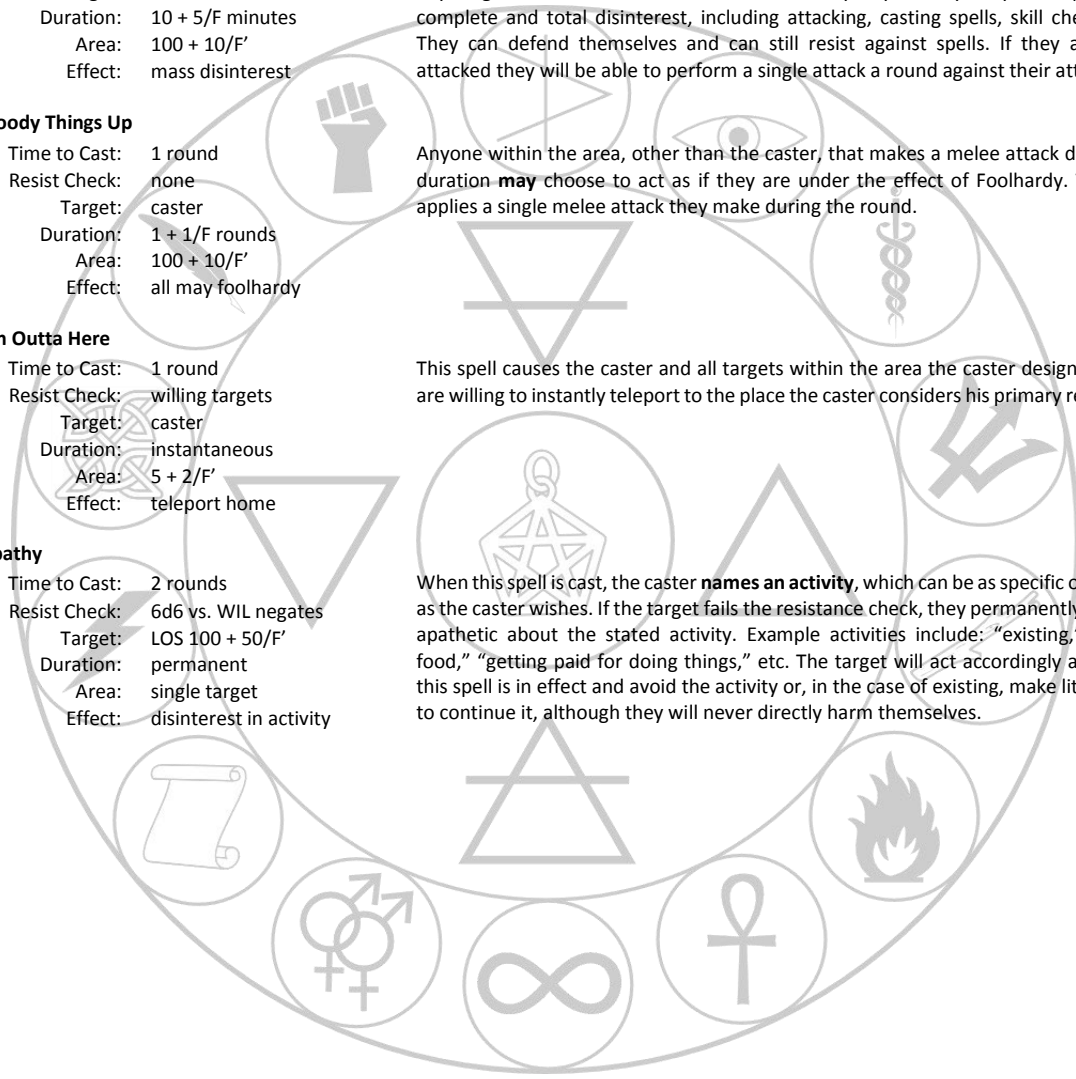 Duration: 10 + 5/F minutes
Area: 100 + 10/F’
Effect: mass disinterest
complete and total disinterest, including attacking, casting spells, skill che
They can defend themselves and can still resist against spells. If they a
attacked they will be able to perform a single attack a round against their att
oody Things Up
Time to Cast: 1 round
Resist Check: none
Target: caster
Duration: 1 + 1/F rounds
Area: 100 + 10/F’
Effect: all may foolhardy
Anyone within the area, other than the caster, that makes a melee attack d
duration may choose to act as if they are under the effect of Foolhardy.
applies a single melee attack they make during the round.
Outta Here
Time to Cast: 1 round
Resist Check: willing targets
Target: caster
Duration: instantaneous
Area: 5 + 2/F’
Effect: teleport home
This spell causes the caster and all targets within the area the caster design
are willing to instantly teleport to the place the caster considers his primary re
pathy
Time to Cast: 2 rounds
Resist Check: 6d6 vs. WIL negates
Target: LOS 100 + 50/F’
Duration: permanent
Area: single target
Effect: disinterest in activity
When this spell is cast, the caster names an activity, which can be as specific o
as the caster wishes. If the target fails the resistance check, they permanently
apathetic about the stated activity. Example activities include: “existing,”
food,” “getting paid for doing things,” etc. The target will act accordingly a
this spell is in effect and avoid the activity or, in the case of existing, make lit
to continue it, although they will never directly harm themselves.